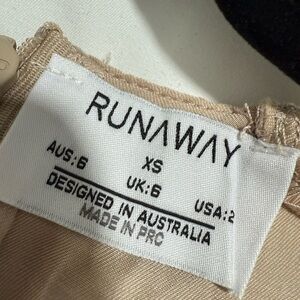 RUNAWAY
AUS:6 XS UK:6 USA:2
DESIGNED IN AUSTRALIA
MADE IN PRC